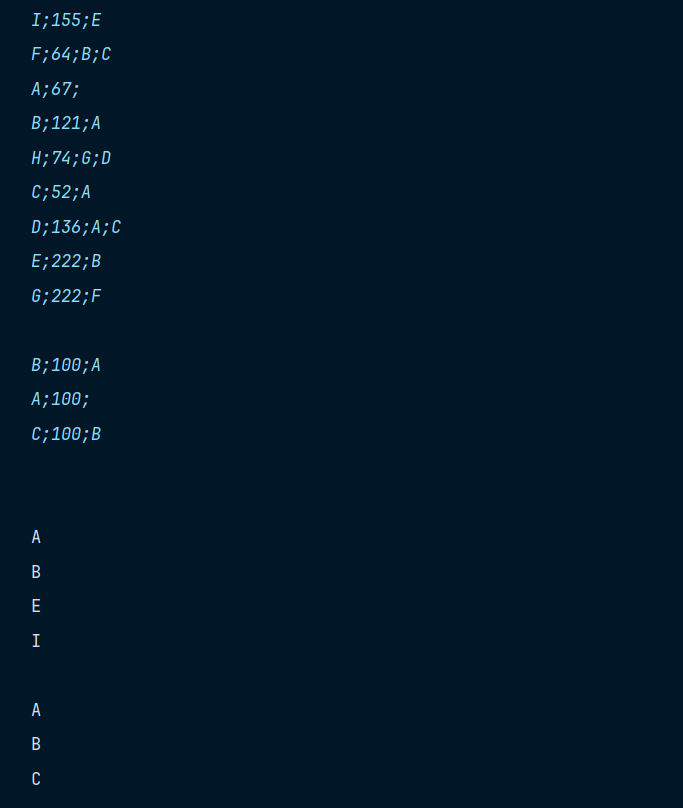 I;155;E
F;64;B;C
A;67;
B;121;A
H;74;G;D
C;52;A
D;136;A;C
E;222;B
G;222;F
B;100;A
A;100;
C;100;B
A
B
E
I
A
B
C